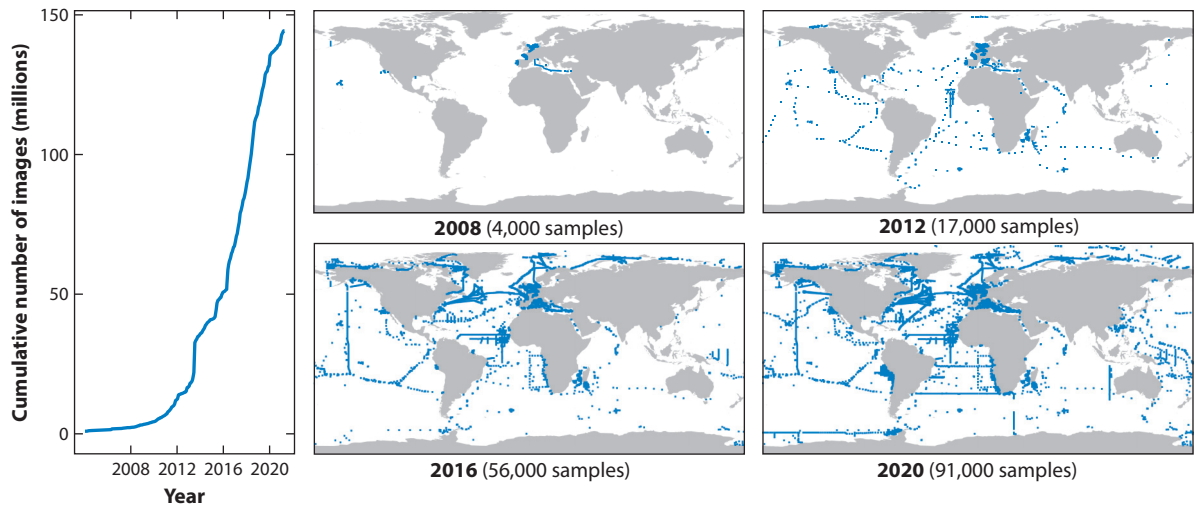 Cumulative number of images (millions)
150
100
50
0
2008 2012 2016 2020
Year
2008 (4,000 samples)
2012 (17,000 samples)
2016 (56,000 samples)
2020 (91,000 samples)